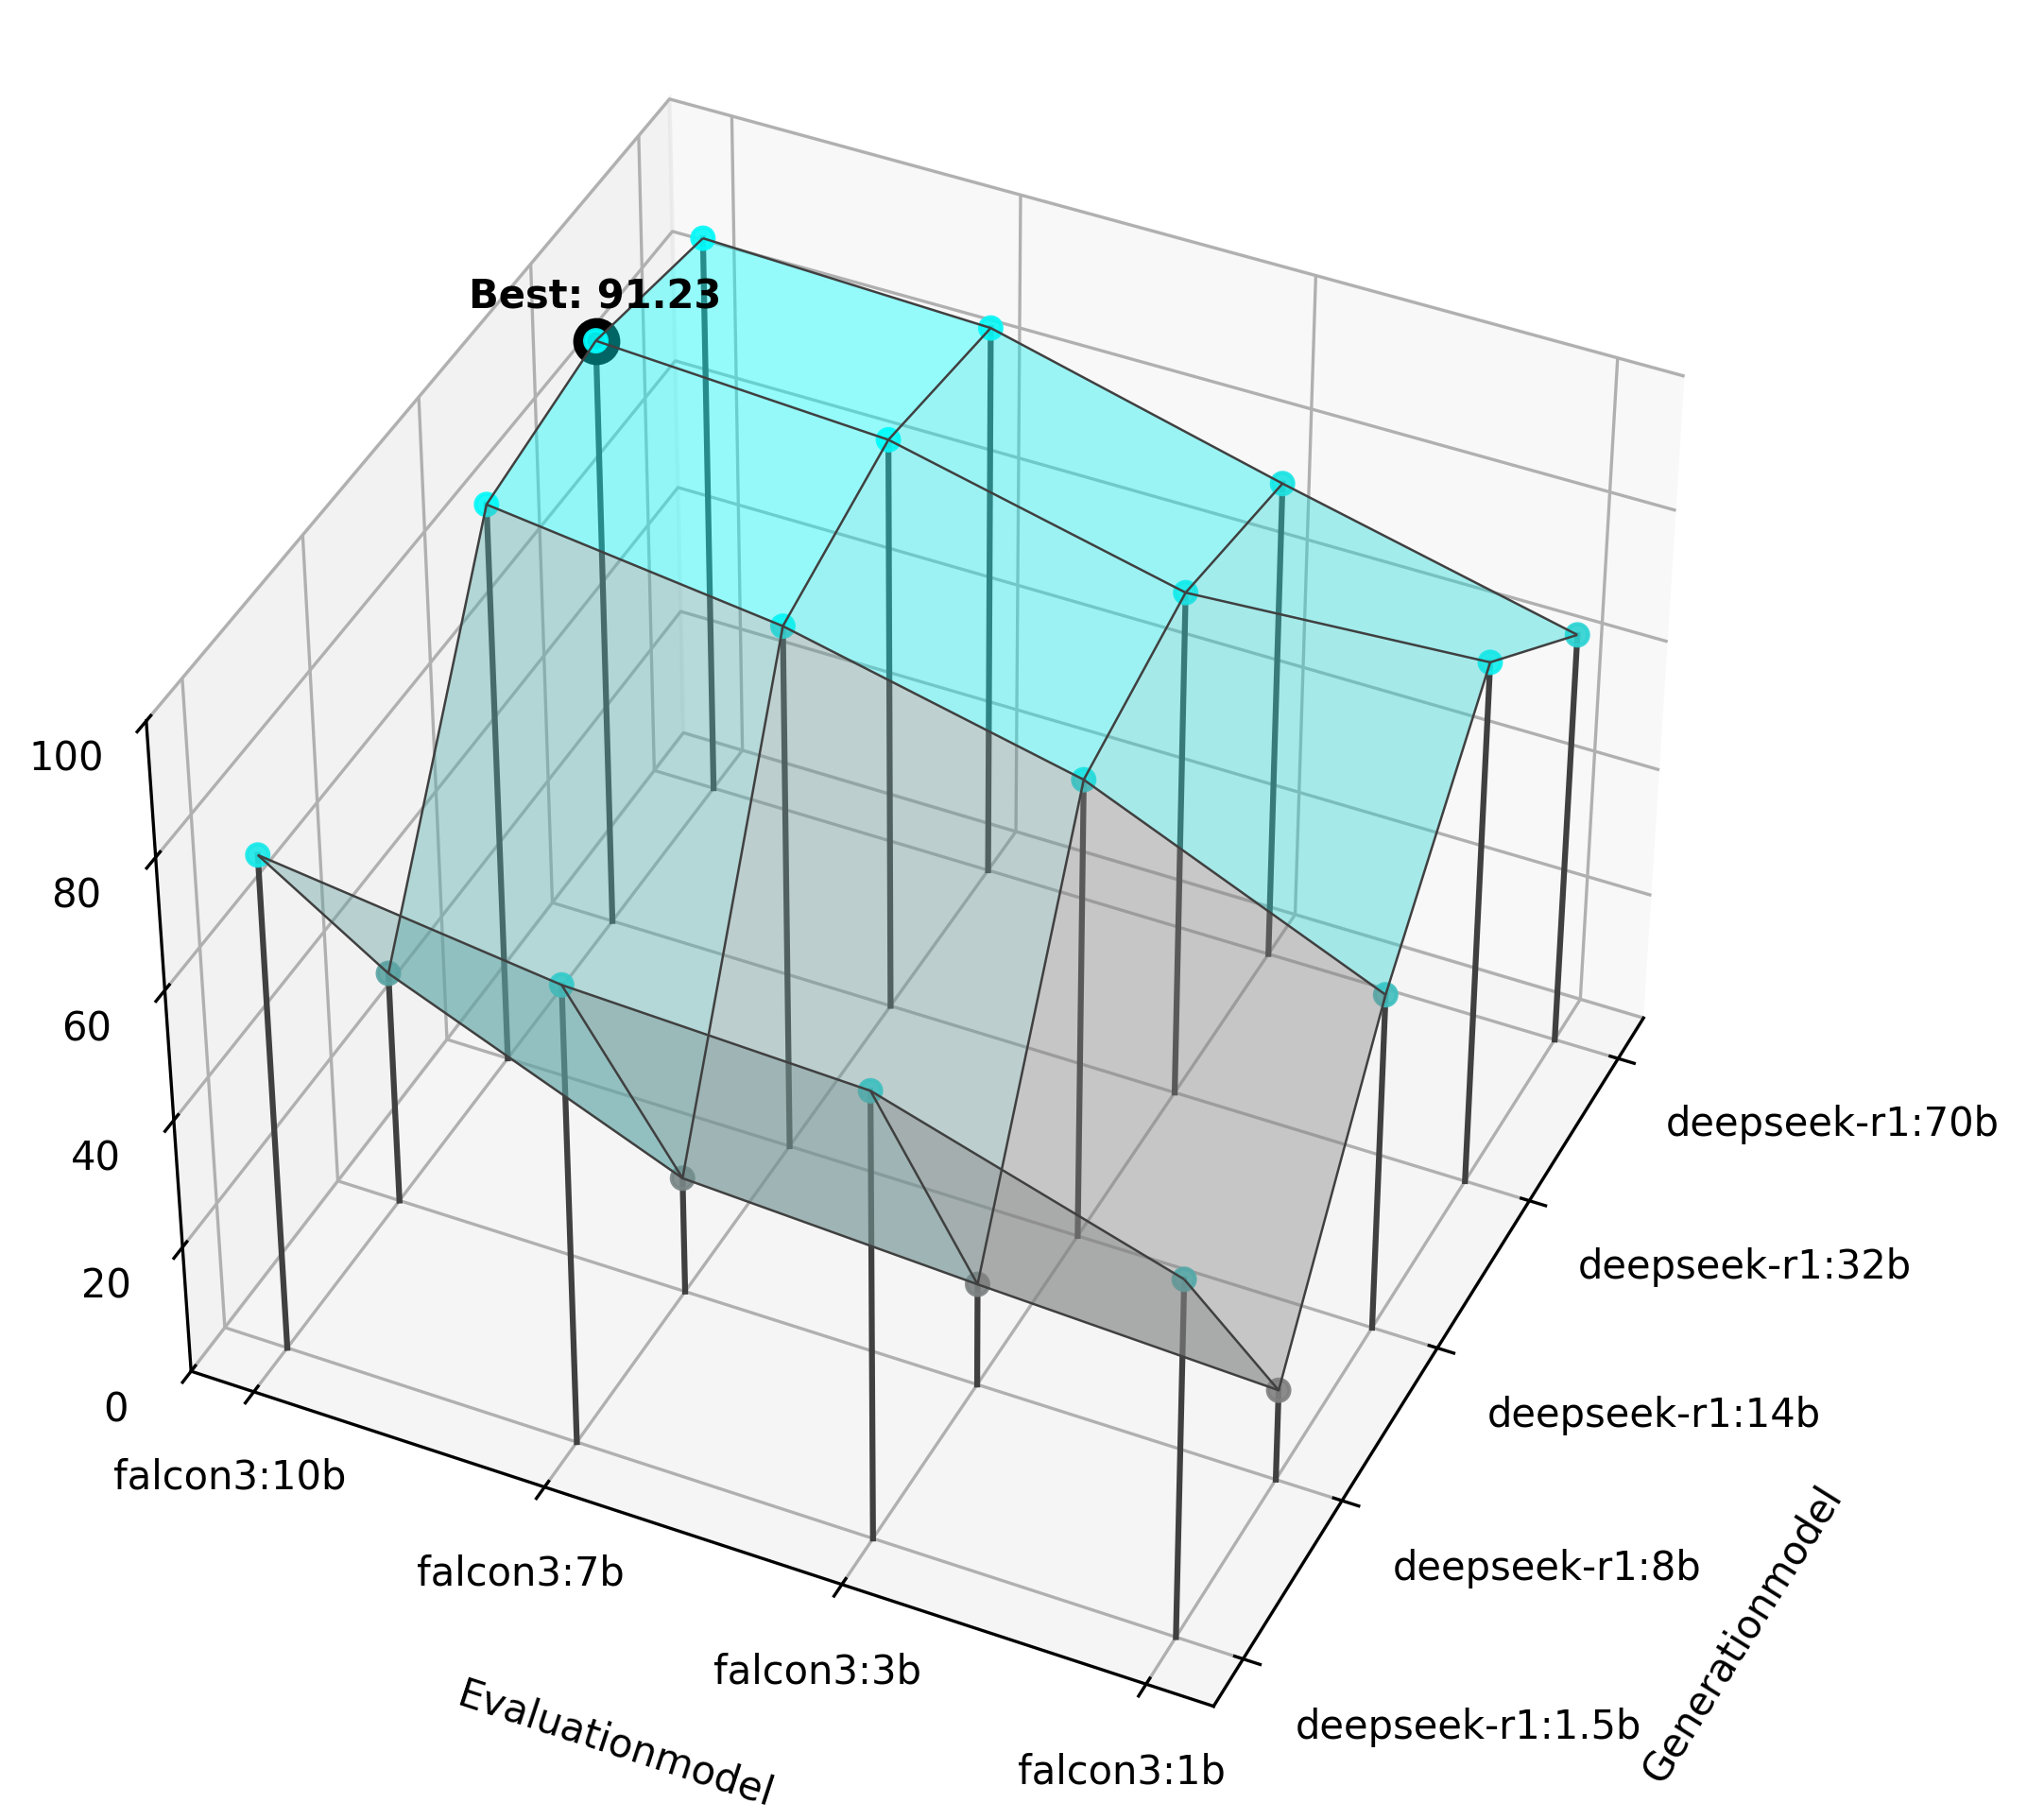 Best: 91.23
100
80
60
40
20
0
falcon3:10b
falcon3:7b
falcon3:3b
falcon3:1b
Evaluationmodel
deepseek-r1:70b
deepseek-r1:32b
deepseek-r1:14b
deepseek-r1:8b
deepseek-r1:1.5b
Generationmodel